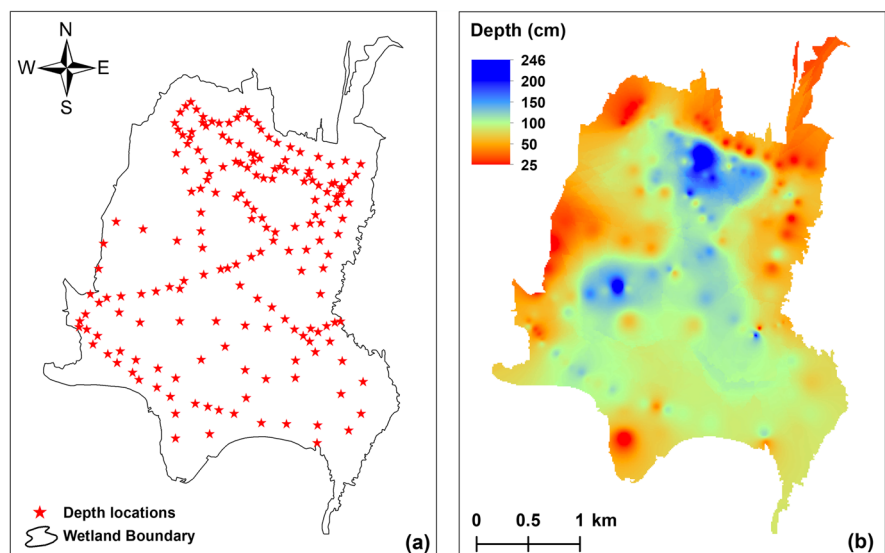 N
W E
S
Depth locations
Wetland Boundary
(a)
Depth (cm)
246
200
150
100
50
25
0 0.5 1 km
(b)